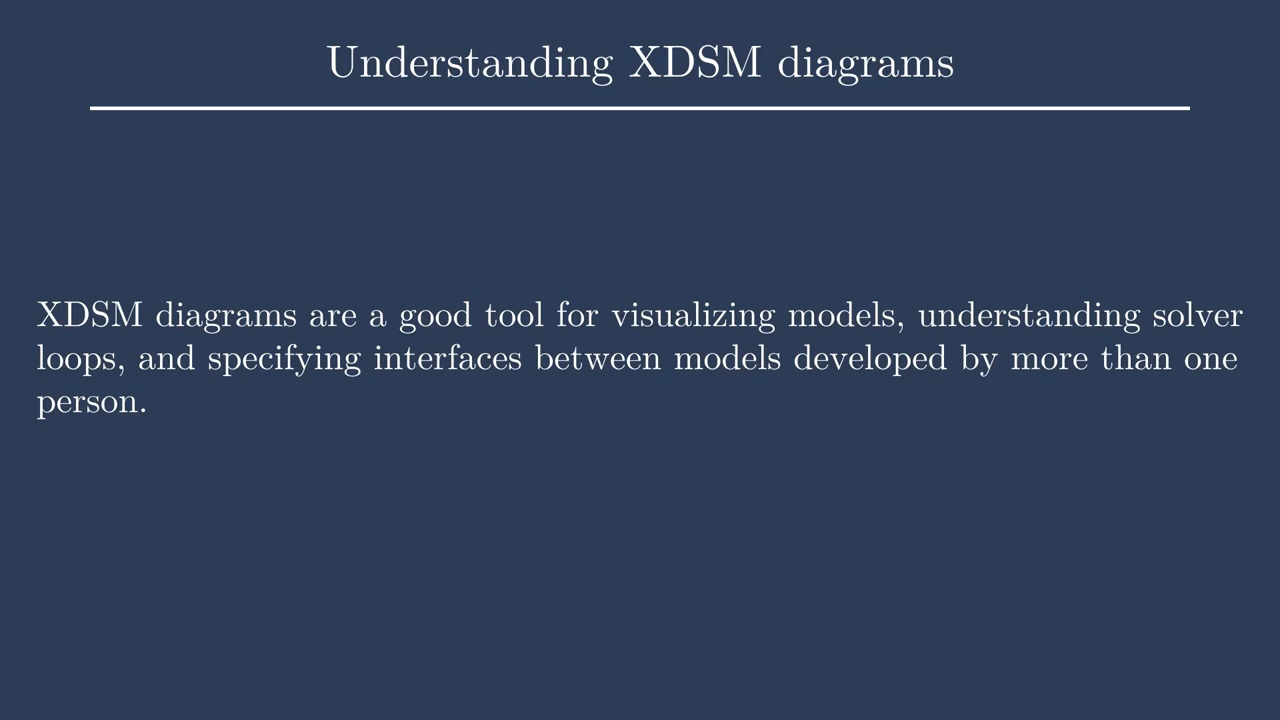 Understanding XDSM diagrams
XDSM diagrams are a good tool for visualizing models, understanding solver
loops, and specifying interfaces between models developed by more than one
person.